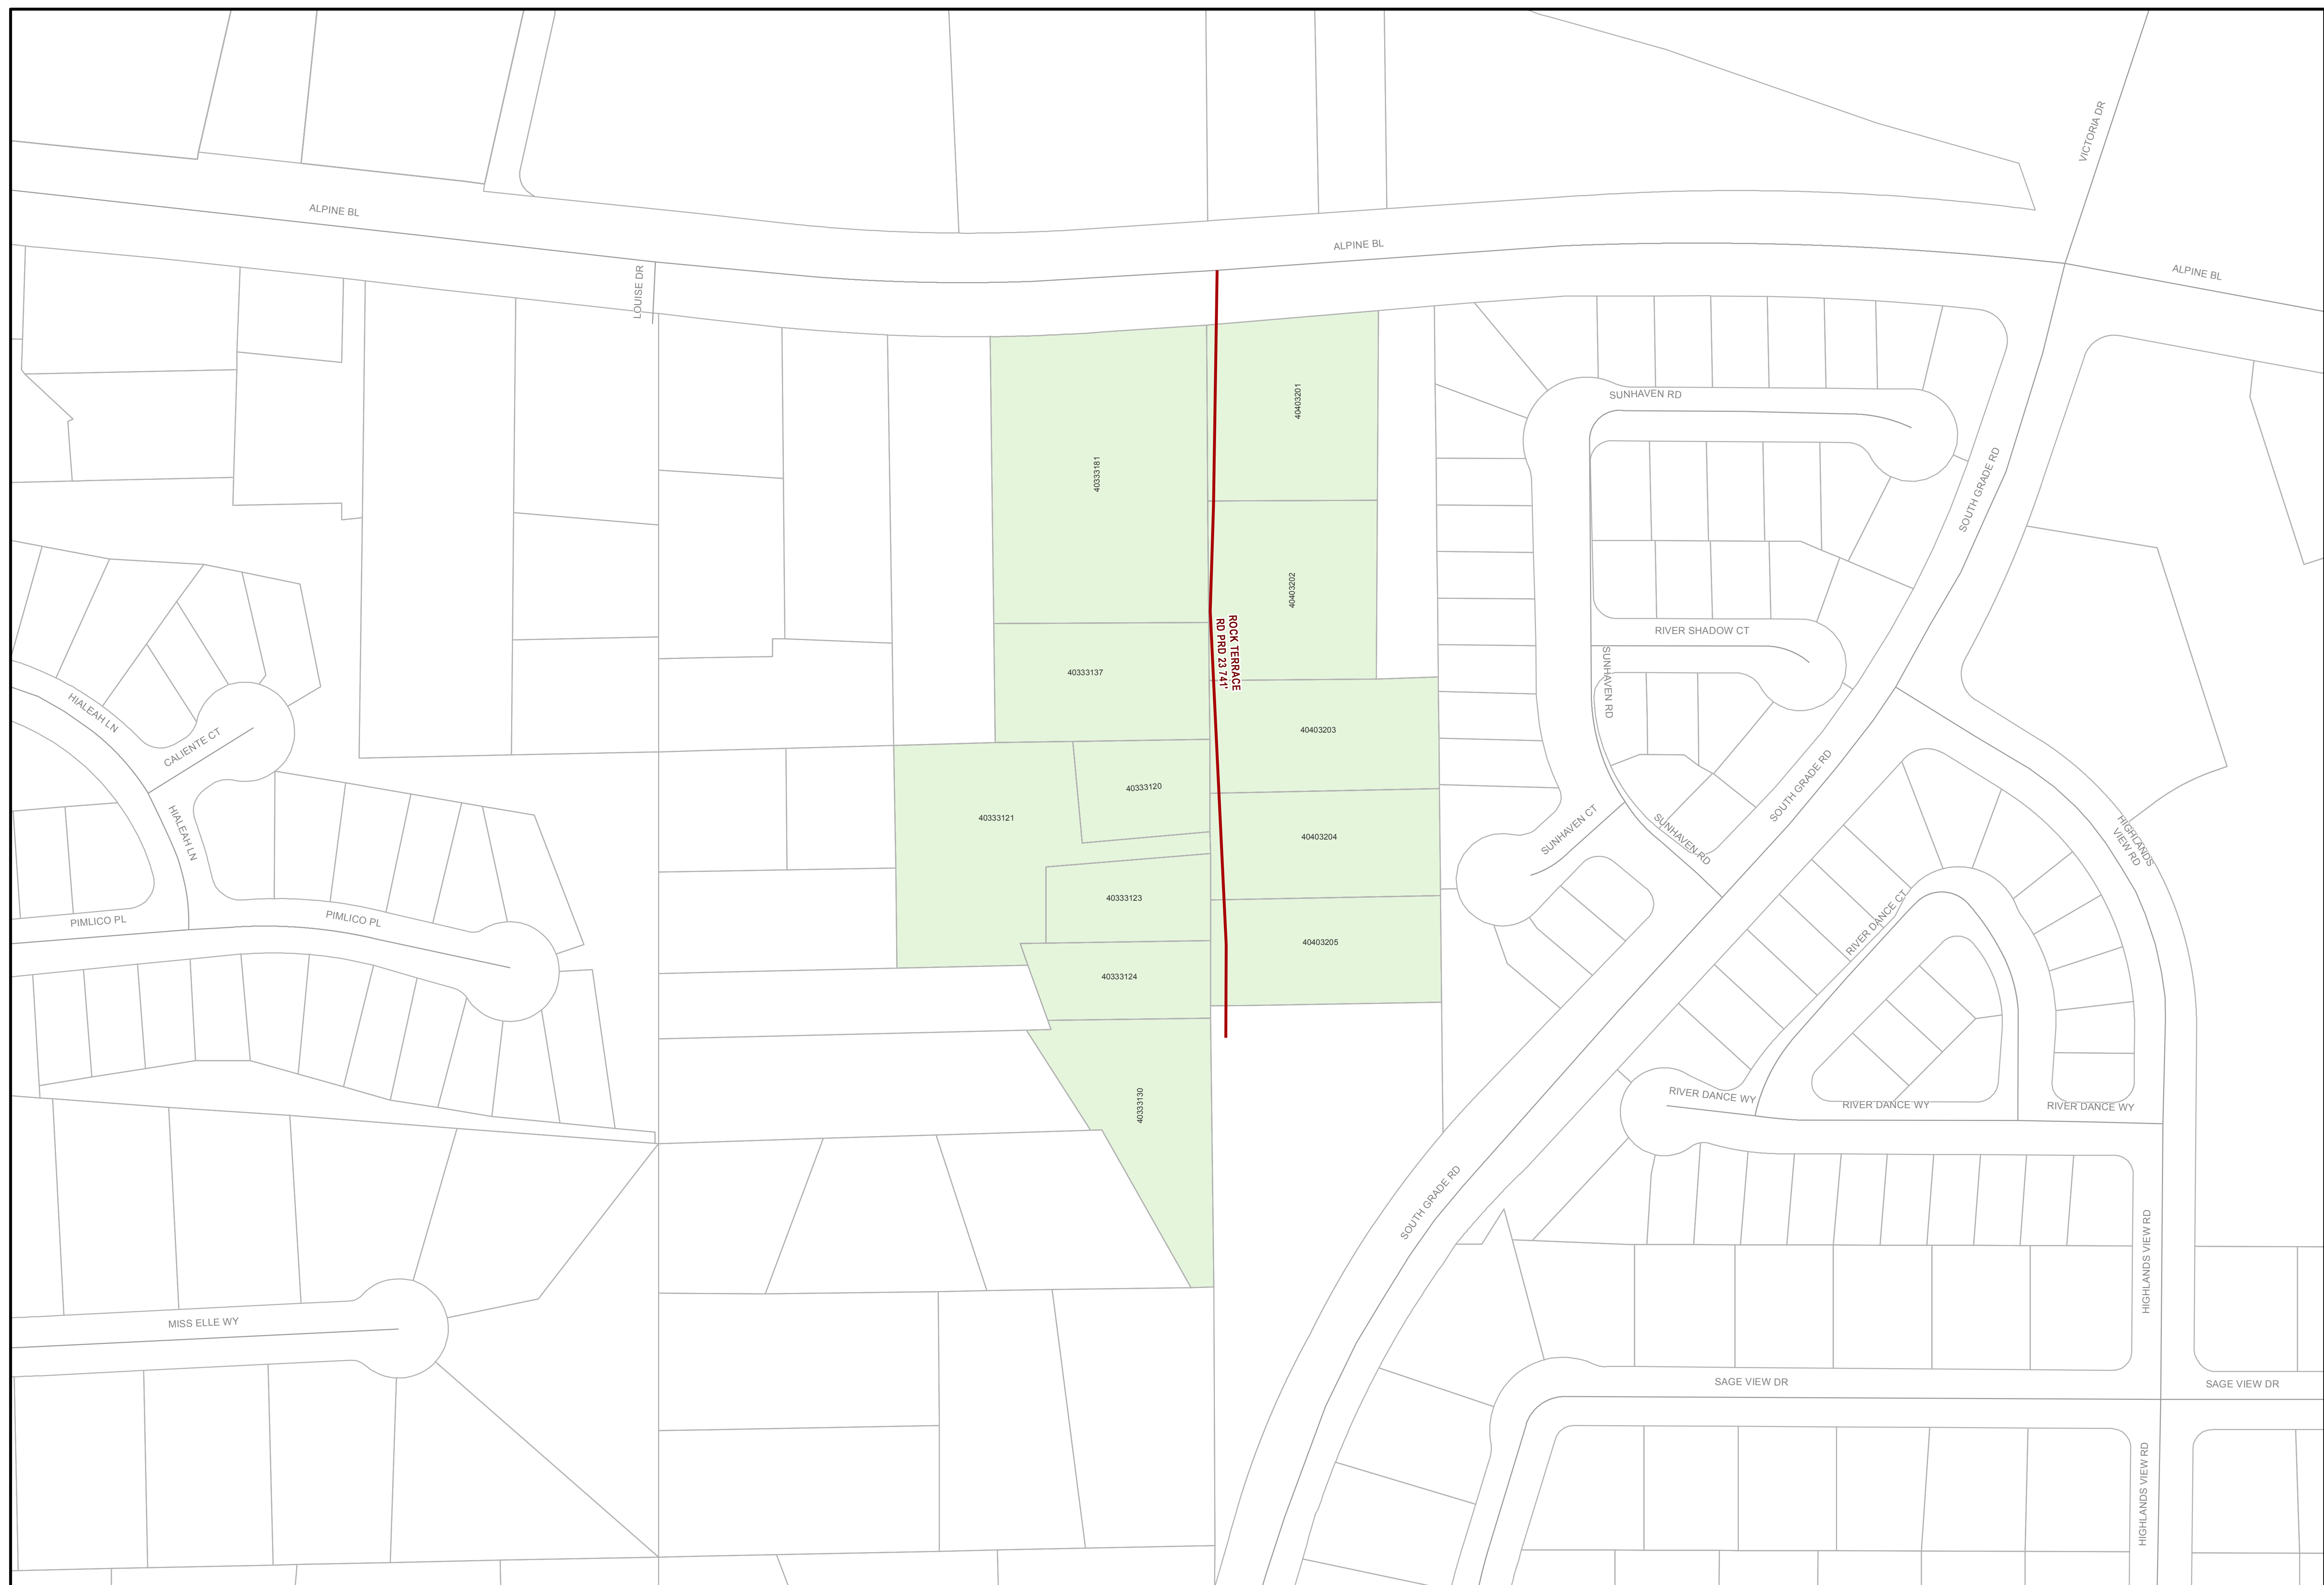 VICTORIA DR
ALPINE BL
ALPINE BL
ALPINE BL
LOUISE DR
SUNHAVEN RD
40403201
40333181
SOUTH GRADE RD
40403202
ROCK TERRACE
RD PRD 23 741'
RIVER SHADOW CT
SUNHAVEN RD
40333137
HIALEAH LN
CALIENTE CT
40403203
40333120
SOUTH GRADE RD
40333121
HIALEAH LN
SUNHAVEN CT
SUNHAVEN RD
40403204
HIGHLANDS
VIEW RD
40333123
PIMLICO PL
PIMLICO PL
RIVER DANCE CT
40403205
40333124
40333130
RIVER DANCE WY
RIVER DANCE WY
RIVER DANCE WY
SOUTH GRADE RD
HIGHLANDS VIEW RD
MISS ELLE WY
SAGE VIEW DR
SAGE VIEW DR
HIGHLANDS VIEW RD